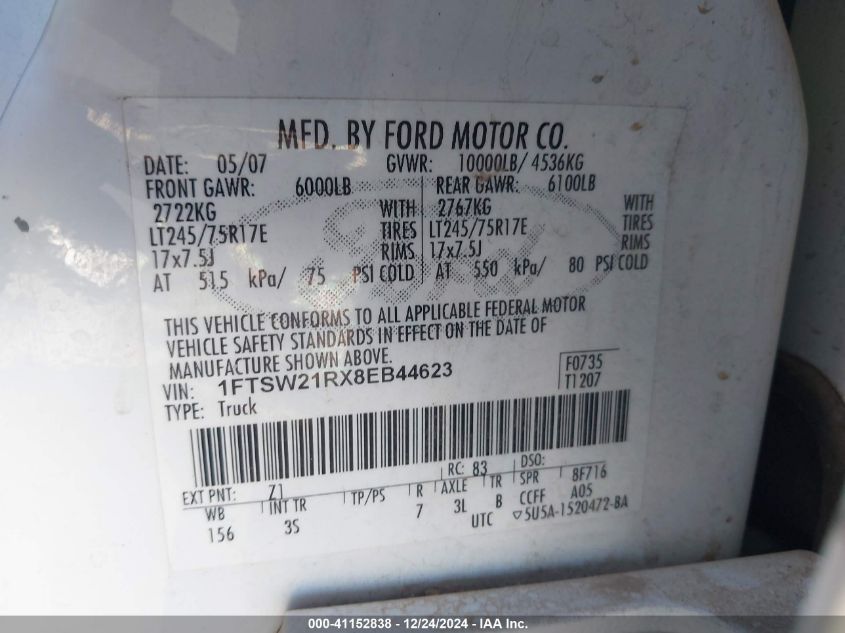 MFD. BY FORD MOTOR CO.
DATE: 05/07 GVWR: 10000LB/ 4536KG
FRONT GAWR: 6000LB REAR GAWR: 6100LB
2722KG WITH 2767KG WITH
LT245/75R17E TIRES LT245/75R17E TIRES
17x7.5J RIMS 17x7.5J RIMS
AT 515 kPa/ 75 PSI COLD AT 550 kPa/ 80 PSI COLD
Ford
THIS VEHICLE CONFORMS TO ALL APPLICABLE FEDERAL MOTOR
VEHICLE SAFETY STANDARDS IN EFFECT ON THE DATE OF
MANUFACTURE SHOWN ABOVE.
VIN: 1FTSW21RX8EB44623 F0735
TYPE: Truck T1207
RC: 83 DSO:
EXT PNT: Z1 SPR 8F716
WB INT TR TP/PS R AXLE TR CCFF A05
156 3S 7 3L B
UTC ▽5U5A-1520472-BA
000-41152838 - 12/24/2024 - IAA Inc.